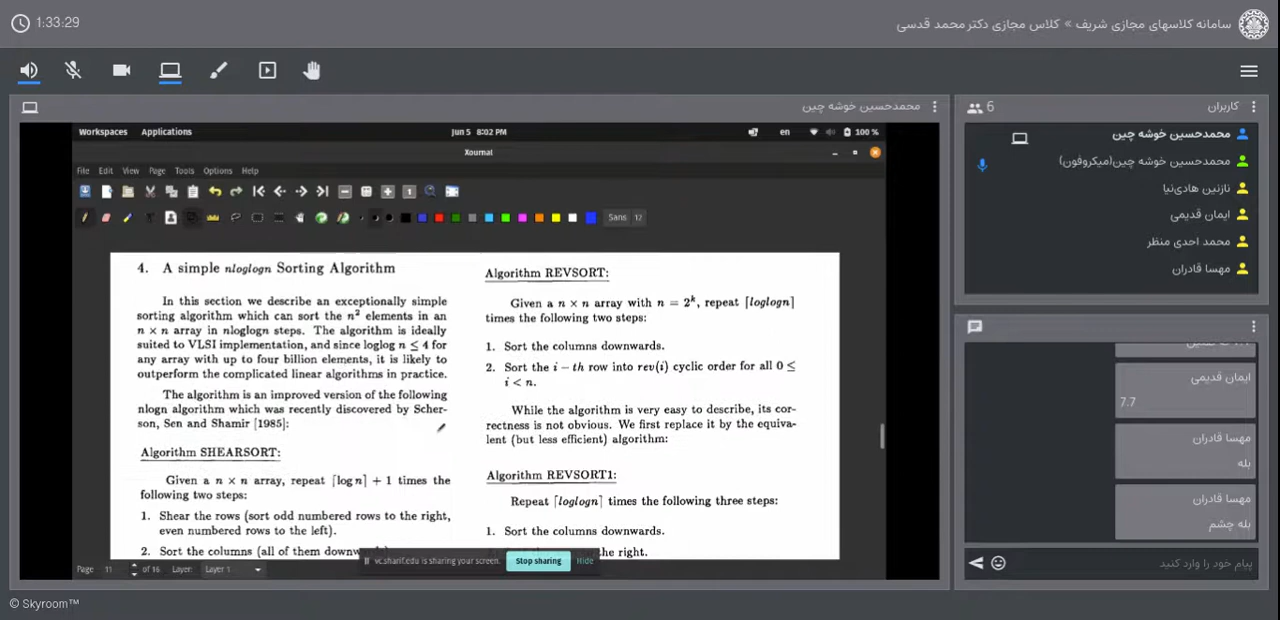 1:33:29
سامانه کلاسهای مجازی شریف » کلاس مجازی دکتر محمد قدسی
محمدحسین خوشه چین
6
کاربران
Workspaces Applications
Jun 5 8:02 PM
en
100 %
Xournal
File Edit View Page Tools Options Help
Sans 12
4. A simple nloglogn Sorting Algorithm
In this section we describe an exceptionally simple
sorting algorithm which can sort the n² elements in an
n × n array in nloglogn steps. The algorithm is ideally
suited to VLSI implementation, and since loglog n ≤ 4 for
any array with up to four billion elements, it is likely to
outperform the complicated linear algorithms in practice.
The algorithm is an improved version of the following
nlogn algorithm which was recently discovered by Scher-
son, Sen and Shamir [1985]:
Algorithm SHEARSORT:
Given a n × n array, repeat ⌈log n⌉ + 1 times the
following two steps:
1. Shear the rows (sort odd numbered rows to the right,
even numbered rows to the left).
2. Sort the columns (all of them
Algorithm REVSORT:
Given a n × n array with n = 2ᵏ, repeat ⌈loglogn⌉
times the following two steps:
1. Sort the columns downwards.
2. Sort the i − th row into rev(i) cyclic order for all 0 ≤
i < n.
While the algorithm is very easy to describe, its cor-
rectness is not obvious. We first replace it by the equiva-
lent (but less efficient) algorithm:
Algorithm REVSORT1:
Repeat ⌈loglogn⌉ times the following three steps:
1. Sort the columns downwards.
the right.
vc.sharif.edu is sharing your screen. Stop sharing Hide
Page 11 of 16 Layer: Layer 1
محمدحسین خوشه چین
محمدحسین خوشه چین(میکروفون)
نازنین هادی‌نیا
ایمان قدیمی
محمد احدی منظر
مهسا قادران
ایمان قدیمی
7.7
مهسا قادران
بله
مهسا قادران
بله چشم
پیام خود را وارد کنید
© Skyroom™